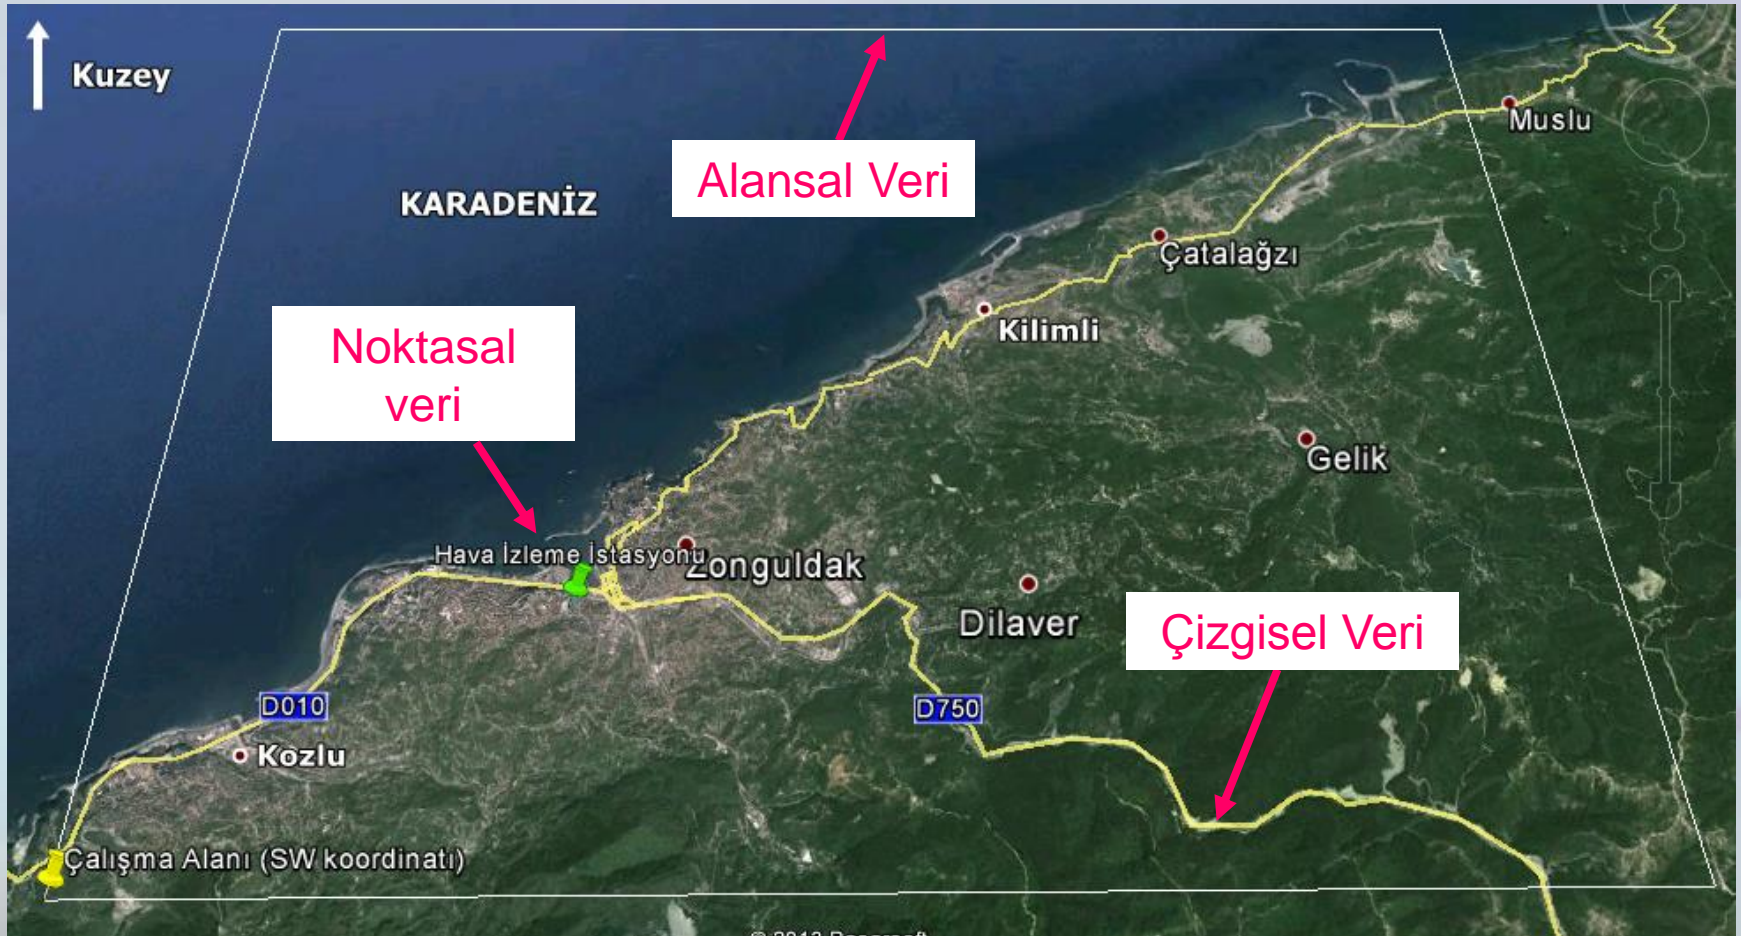 Kuzey
Muslu
Alansal Veri
KARADENİZ
Çatalağzı
Kilimli
Noktasal
veri
Gelik
Hava İzleme İstasyonu
Zonguldak
Dilaver
Çizgisel Veri
D010
D750
Kozlu
Çalışma Alanı (SW koordinatı)